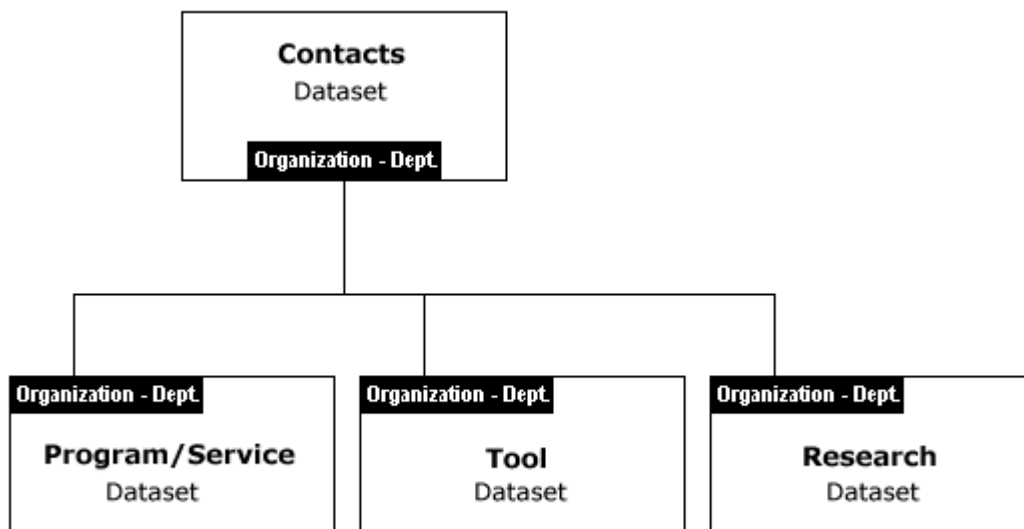 Contacts
Dataset
Organization - Dept.
Organization - Dept.
Organization - Dept.
Organization - Dept.
Program/Service
Dataset
Tool
Dataset
Research
Dataset